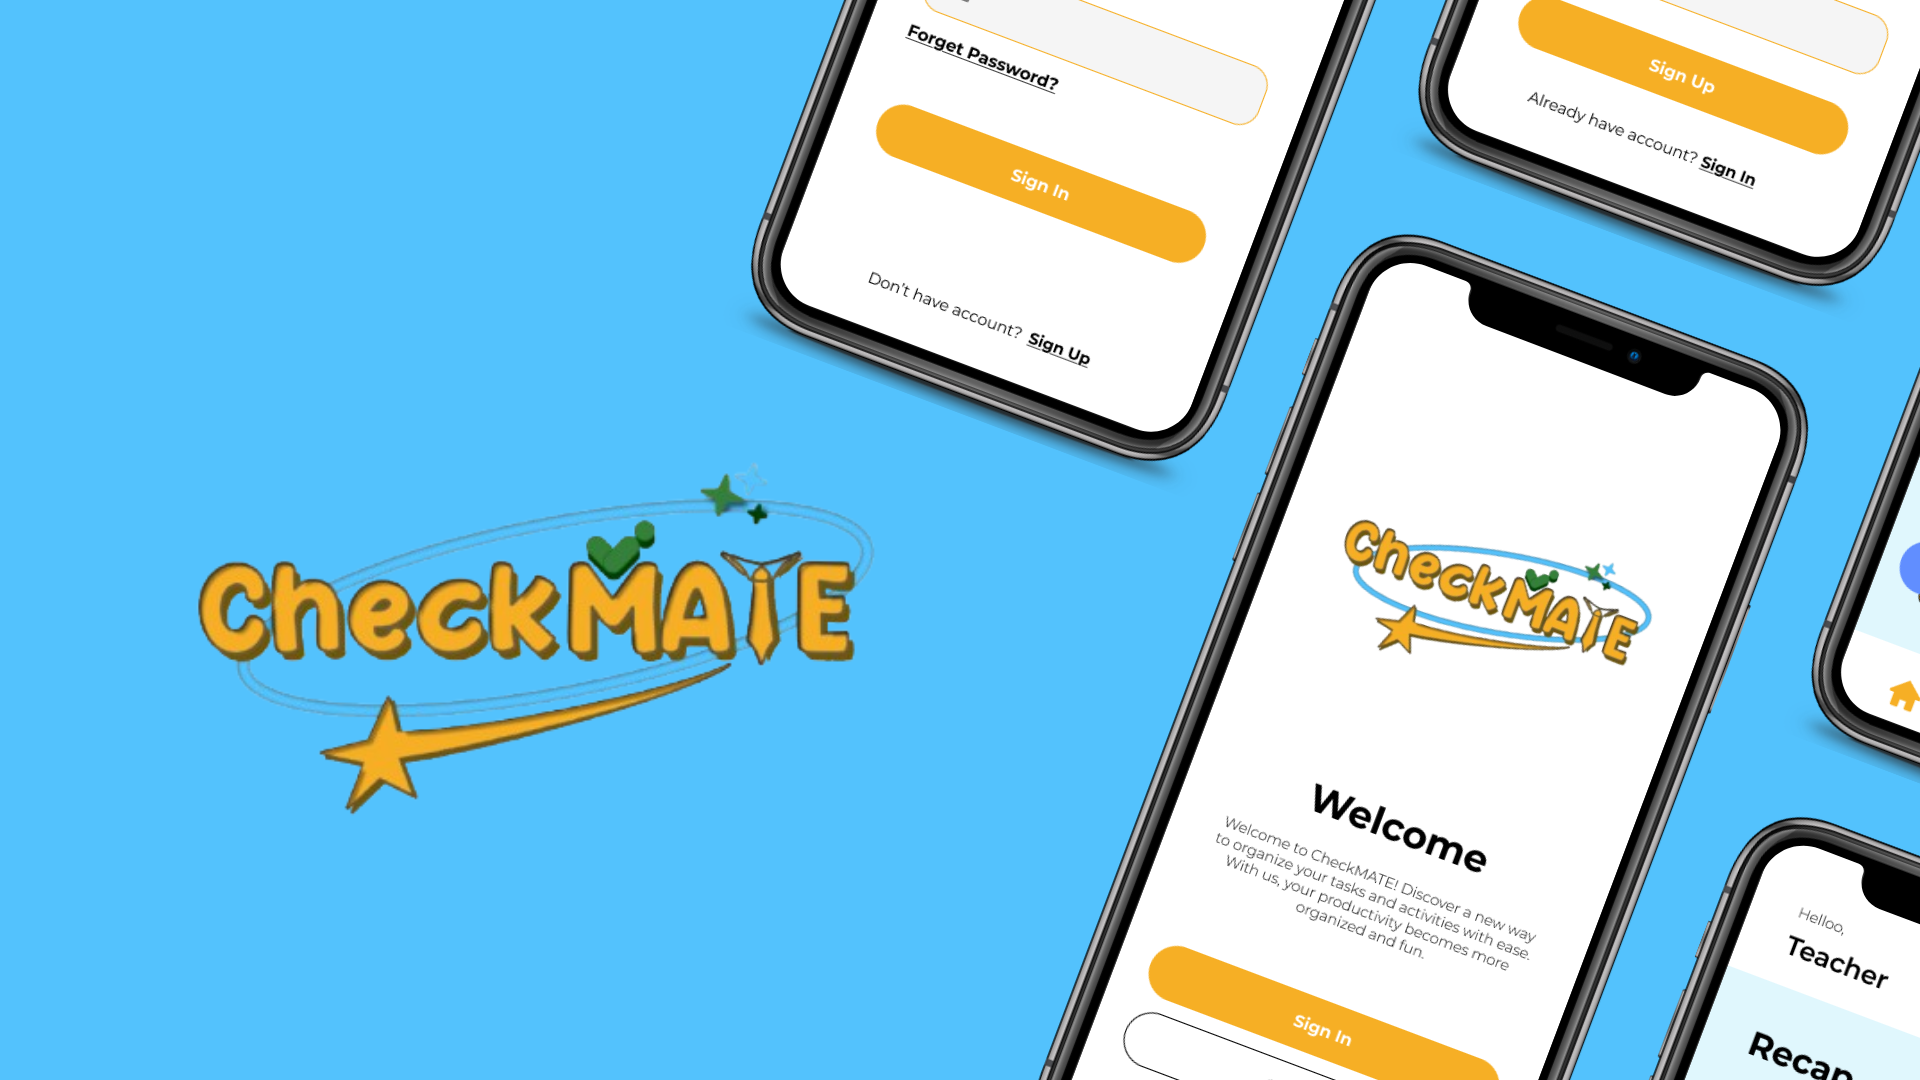 CheckMATE
Forget Password?
Sign In
Don't have account? Sign Up
Sign Up
Already have account? Sign In
CheckMATE
Welcome
Welcome to CheckMATE! Discover a new way
to organize your tasks and activities with ease.
With us, your productivity becomes more
organized and fun.
Sign In
Helloo,
Teacher
Recap